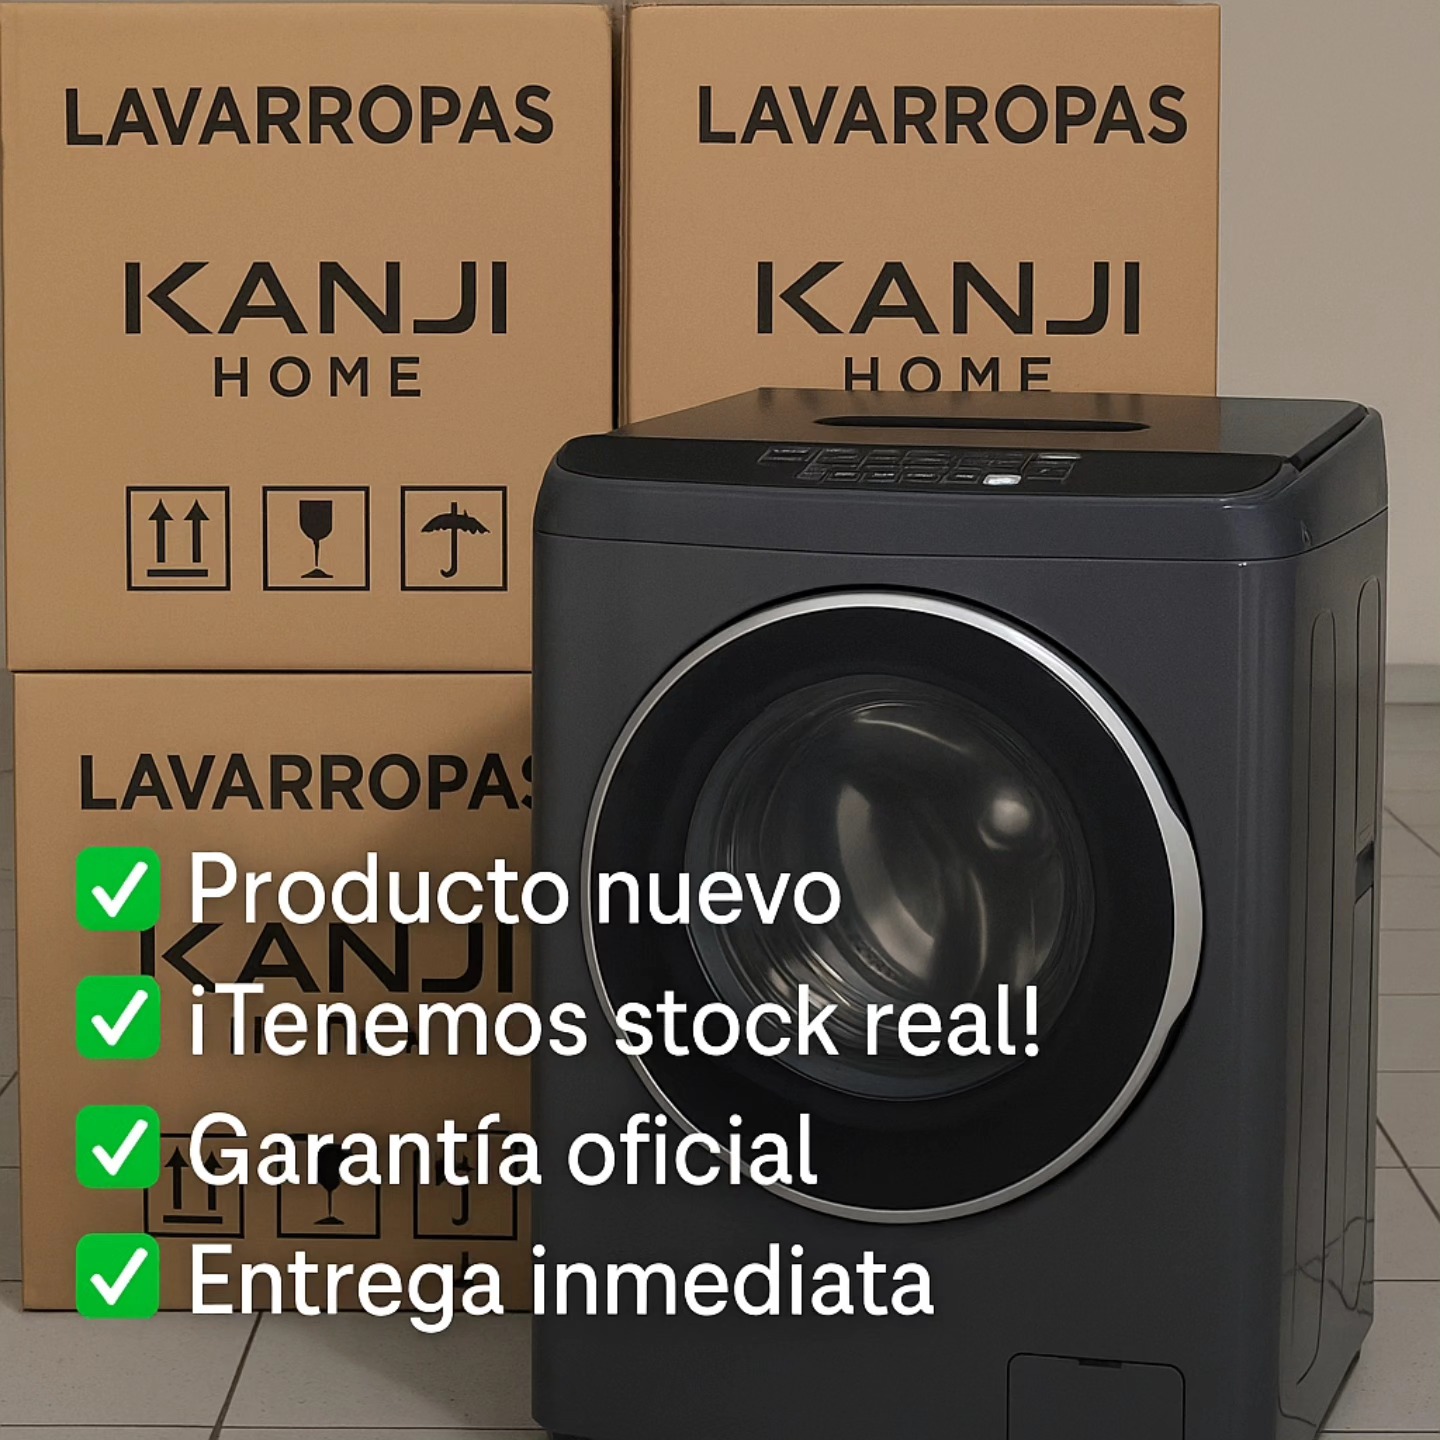 LAVARROPAS
KANJI
HOME
LAVARROPAS
KANJI
HOME
LAVARROPAS
KANJI
✅ Producto nuevo
✅ ¡Tenemos stock real!
✅ Garantía oficial
✅ Entrega inmediata